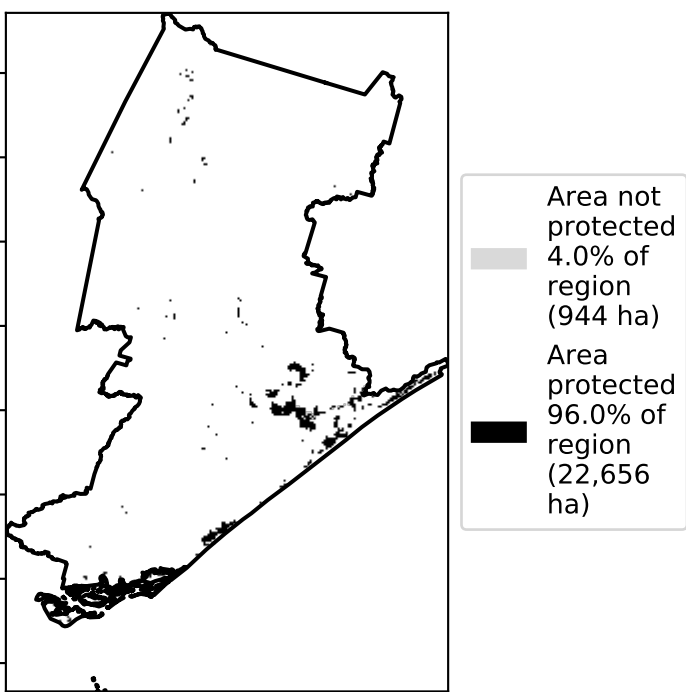 Area not
protected
4.0% of
region
(944 ha)
Area
protected
96.0% of
region
(22,656
ha)